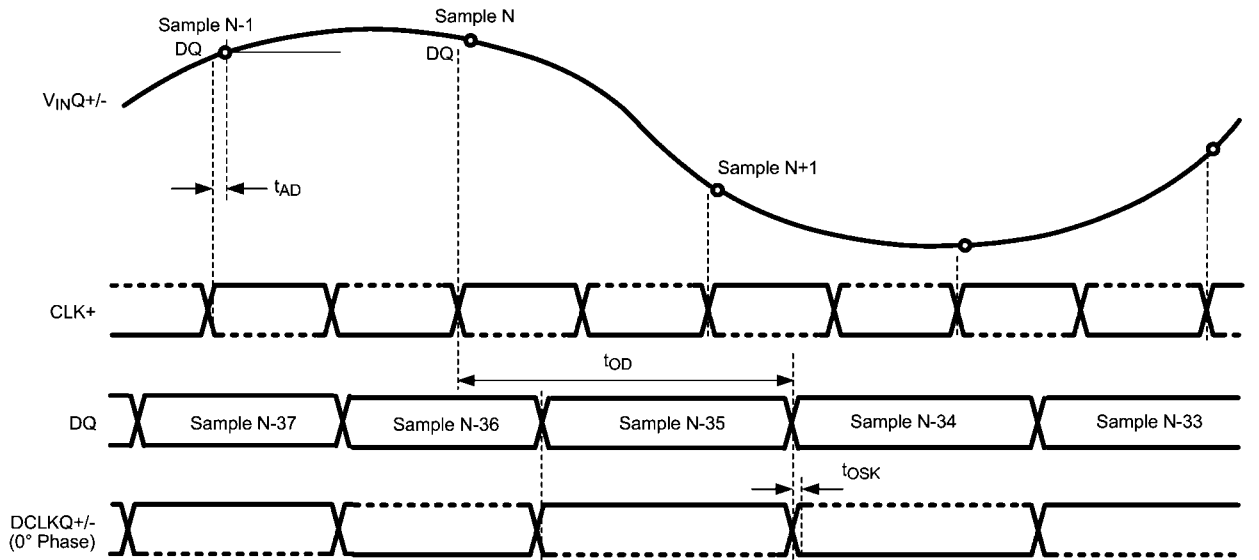 Sample N-1
Sample N
DQ
DQ
VINQ+/-
Sample N+1
tAD
CLK+
tOD
DQ
Sample N-37
Sample N-36
Sample N-35
Sample N-34
Sample N-33
tOSK
DCLKQ+/-
(0° Phase)